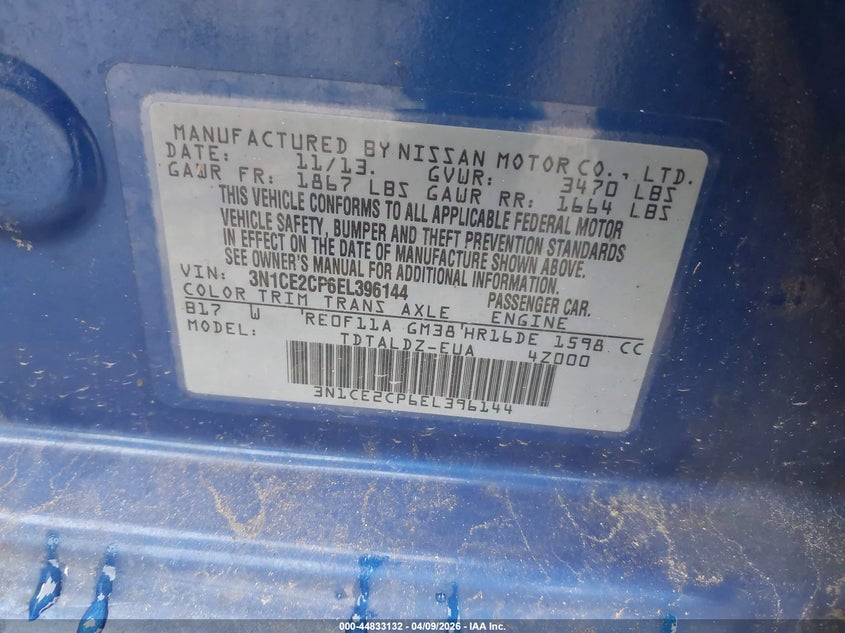 MANUFACTURED BY NISSAN MOTOR CO., LTD.
DATE: 11/13. GVWR: 3470 LBS
GAWR FR: 1867 LBS GAWR RR: 1664 LBS
THIS VEHICLE CONFORMS TO ALL APPLICABLE FEDERAL MOTOR
VEHICLE SAFETY, BUMPER AND THEFT PREVENTION STANDARDS
IN EFFECT ON THE DATE OF MANUFACTURE SHOWN ABOVE.
SEE OWNER'S MANUAL FOR ADDITIONAL INFORMATION.
VIN: 3N1CE2CP6EL396144 PASSENGER CAR.
COLOR TRIM TRANS AXLE ENGINE
B17 W RE0F11A GM38 HR16DE 1598 CC
MODEL: TDTALDZ-EUA 4Z000
3N1CE2CP6EL396144
000-44833132 - 04/09/2026 - IAA Inc.